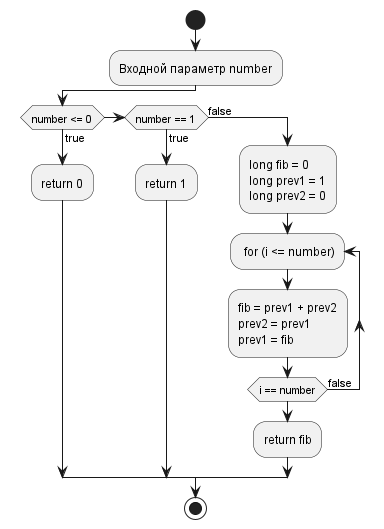 Входной параметр number
number <= 0
number == 1
false
true
true
return 0
return 1
long fib = 0
long prev1 = 1
long prev2 = 0
for (i <= number)
fib = prev1 + prev2
prev2 = prev1
prev1 = fib
i == number
false
return fib